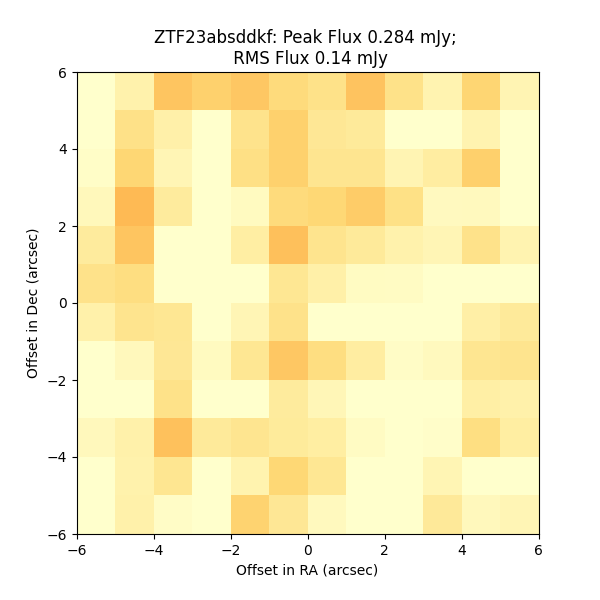 ZTF23absddkf: Peak Flux 0.284 mJy;
RMS Flux 0.14 mJy
6
4
2
0
−2
−4
−6
Offset in Dec (arcsec)
−6 −4 −2 0 2 4 6
Offset in RA (arcsec)